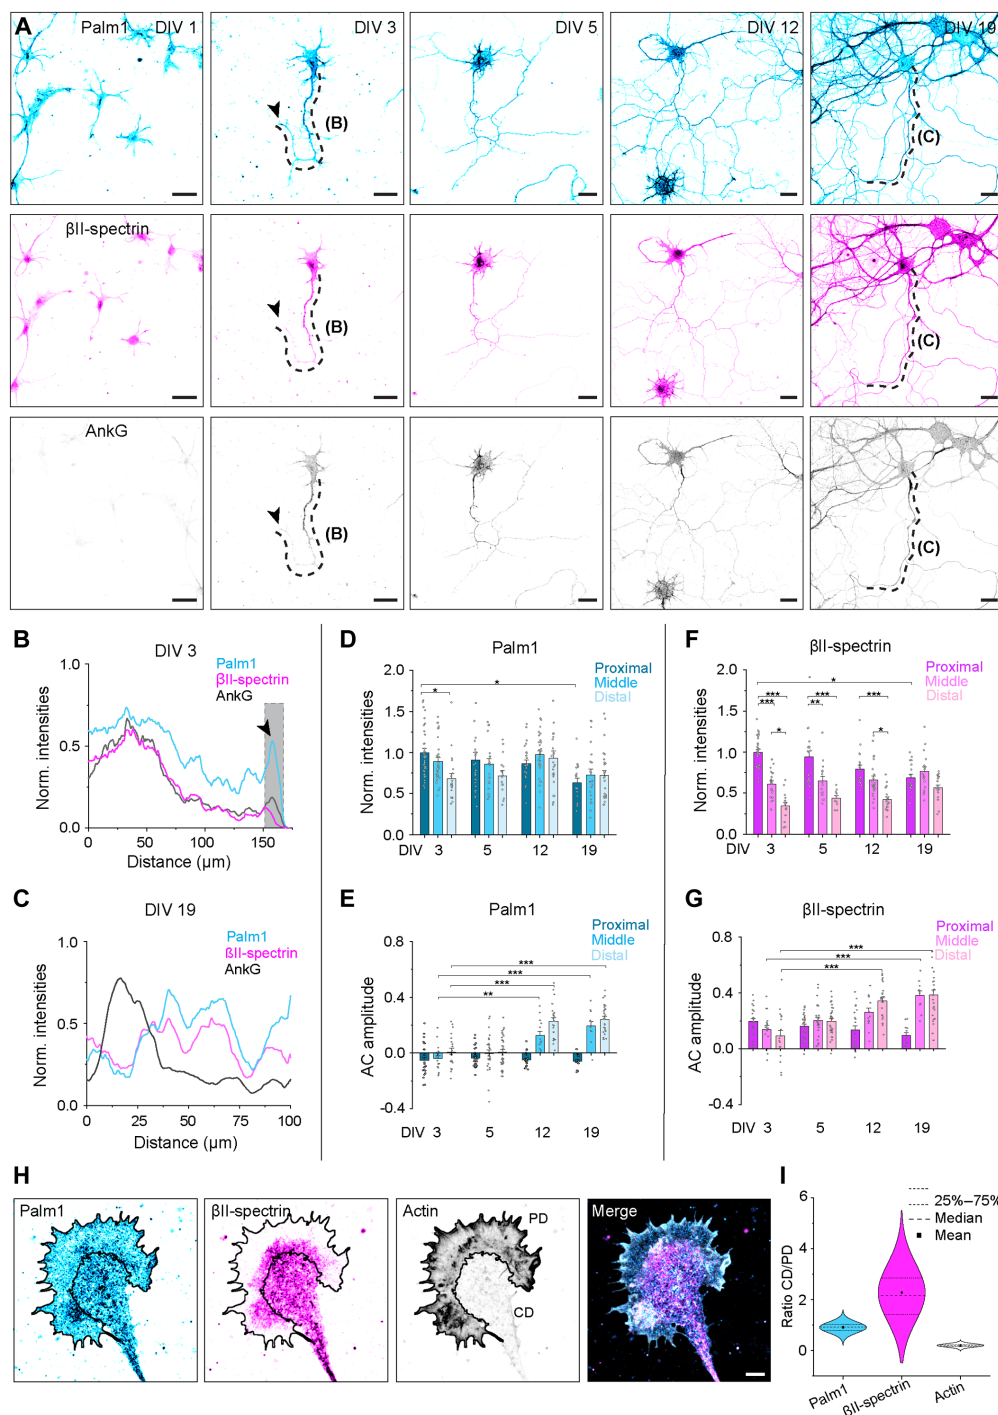 A
Palm1 DIV 1
DIV 3
DIV 5
DIV 12
DIV 19
(B)
(C)
βII-spectrin
(B)
(C)
AnkG
(B)
(C)
B
DIV 3
Palm1
βII-spectrin
AnkG
Norm. intensities
1.0
0.5
0.0
0 50 100 150
Distance (µm)
C
DIV 19
Palm1
βII-spectrin
AnkG
Norm. intensities
1.0
0.5
0.0
0 25 50 75 100
Distance (µm)
D
Palm1
Proximal
Middle
Distal
Norm. intensities
2.0
1.5
1.0
0.5
0.0
* *
DIV 3 5 12 19
E
Palm1
Proximal
Middle
Distal
AC amplitude
0.8
0.4
0.0
-0.4
***
***
***
**
DIV 3 5 12 19
F
βII-spectrin
Proximal
Middle
Distal
Norm. intensities
2.0
1.5
1.0
0.5
0.0
*
*** *** ***
*** **
* *
DIV 3 5 12 19
G
βII-spectrin
Proximal
Middle
Distal
AC amplitude
0.8
0.4
0.0
-0.4
***
***
***
DIV 3 5 12 19
H
Palm1
βII-spectrin
Actin
PD
CD
Merge
I
Ratio CD/PD
6
4
2
0
25%–75%
Median
Mean
Palm1
βII-spectrin
Actin